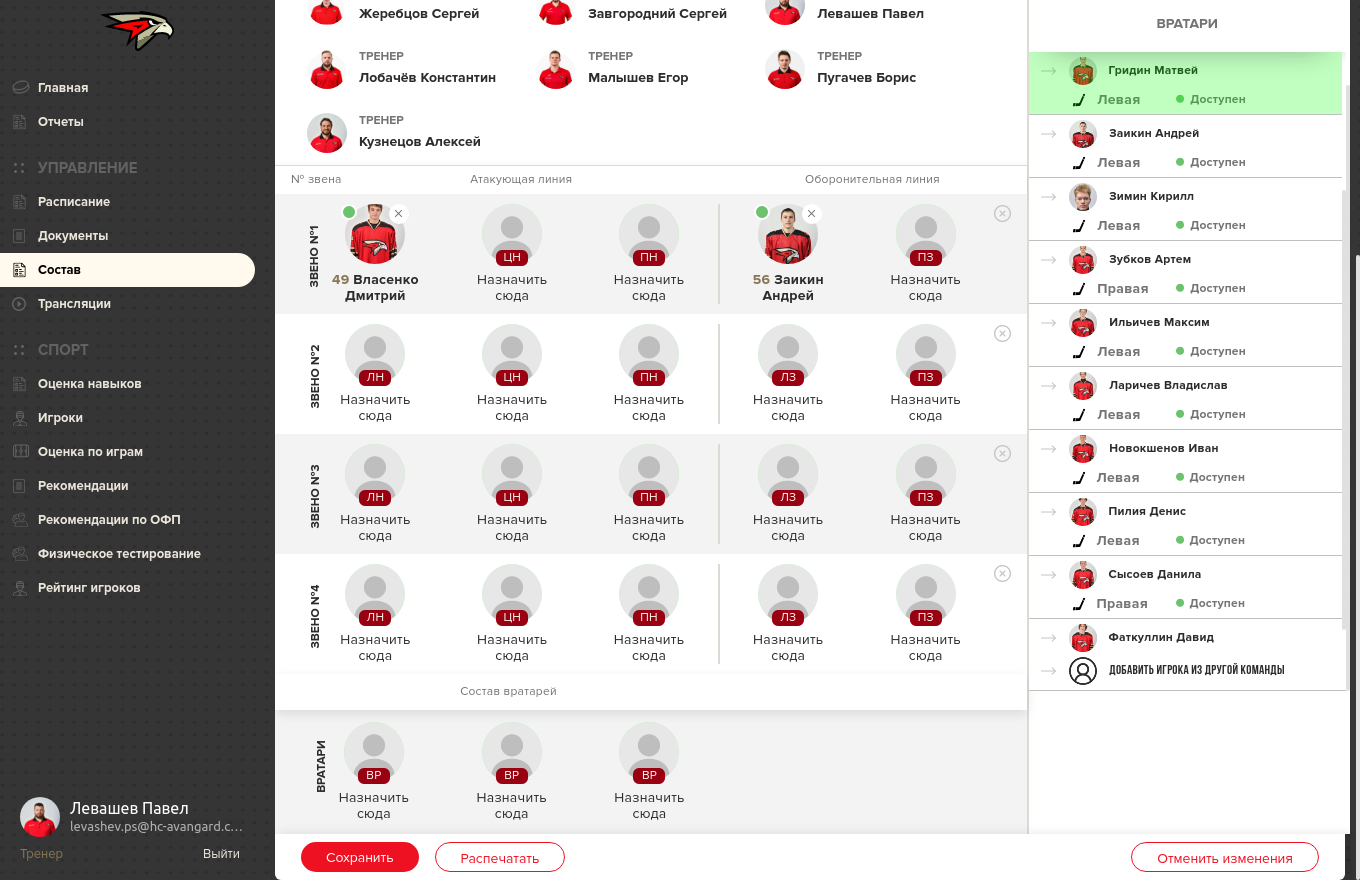 Главная
Отчеты
УПРАВЛЕНИЕ
Расписание
Документы
Состав
Трансляции
СПОРТ
Оценка навыков
Игроки
Оценка по играм
Рекомендации
Рекомендации по ОФП
Физическое тестирование
Рейтинг игроков
Левашев Павел
levashev.ps@hc-avangard.c...
Тренер Выйти
Жеребцов Сергей Завгородний Сергей Левашев Павел
ТРЕНЕР ТРЕНЕР ТРЕНЕР
Лобачёв Константин Малышев Егор Пугачев Борис
ТРЕНЕР
Кузнецов Алексей
№ звена Атакующая линия Оборонительная линия
ЗВЕНО №1
ЦН ПН ПЗ
49 Власенко Назначить Назначить 56 Заикин Назначить
Дмитрий сюда сюда Андрей сюда
ЗВЕНО №2
ЛН ЦН ПН ЛЗ ПЗ
Назначить Назначить Назначить Назначить Назначить
сюда сюда сюда сюда сюда
ЗВЕНО №3
ЛН ЦН ПН ЛЗ ПЗ
Назначить Назначить Назначить Назначить Назначить
сюда сюда сюда сюда сюда
ЗВЕНО №4
ЛН ЦН ПН ЛЗ ПЗ
Назначить Назначить Назначить Назначить Назначить
сюда сюда сюда сюда сюда
Состав вратарей
ВРАТАРИ
ВР ВР ВР
Назначить Назначить Назначить
сюда сюда сюда
Сохранить Распечатать Отменить изменения
ВРАТАРИ
Гридин Матвей
Левая Доступен
Заикин Андрей
Левая Доступен
Зимин Кирилл
Левая Доступен
Зубков Артем
Правая Доступен
Ильичев Максим
Левая Доступен
Ларичев Владислав
Левая Доступен
Новокшенов Иван
Левая Доступен
Пилия Денис
Левая Доступен
Сысоев Данила
Правая Доступен
Фаткуллин Давид
ДОБАВИТЬ ИГРОКА ИЗ ДРУГОЙ КОМАНДЫ